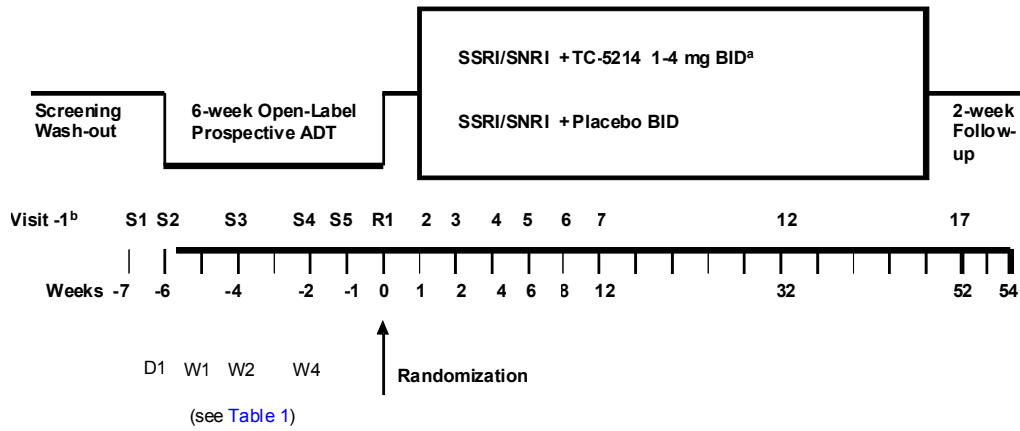 SSRI/SNRI + TC-5214 1-4 mg BIDᵃ
Screening
Wash-out
6-week Open-Label
Prospective ADT
SSRI/SNRI + Placebo BID
2-week
Follow-
up
Visit -1ᵇ S1 S2 S3 S4 S5 R1 2 3 4 5 6 7 12 17
Weeks -7 -6 -4 -2 -1 0 1 2 4 6 8 12 32 52 54
D1 W1 W2 W4
Randomization
(see Table 1)